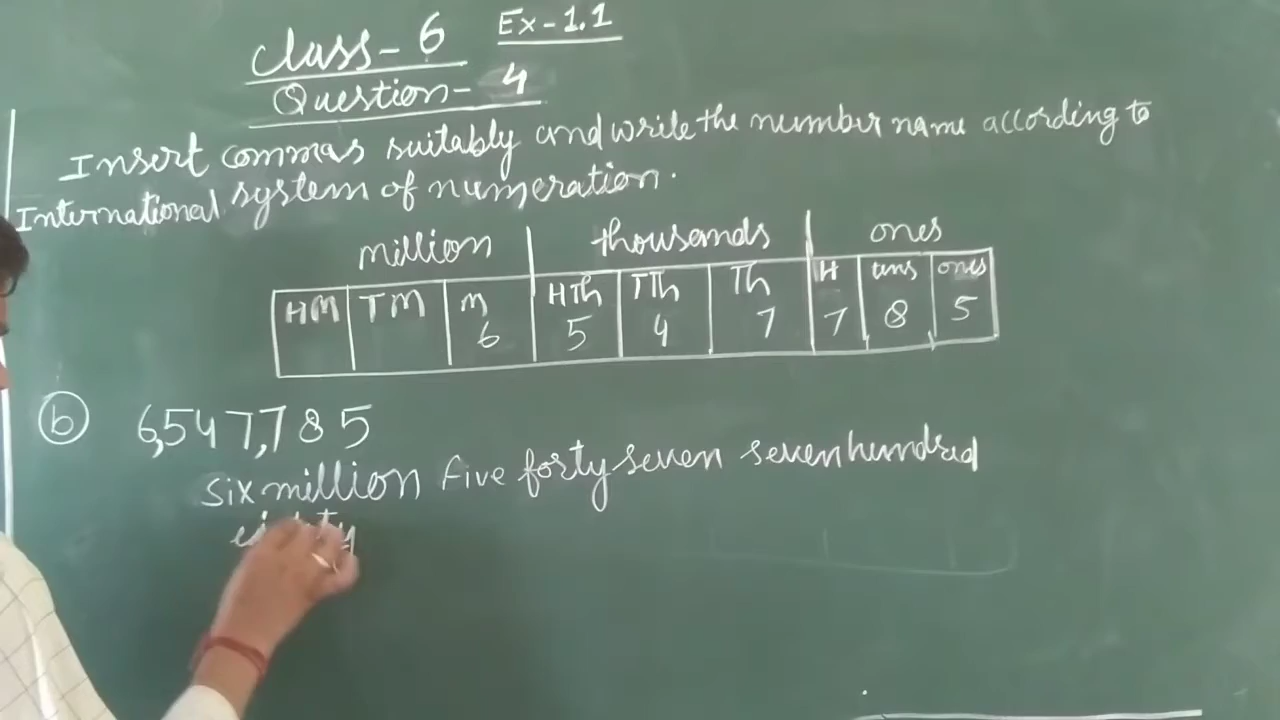 Class-6 Ex-1.1
Question-4
Insert commas suitably and write the number name according to
International system of numeration.
million thousands ones
HM TM M HTh TTh Th H tens ones
6 5 4 7 7 8 5
b 6,547,785
six million five forty seven seven hundred